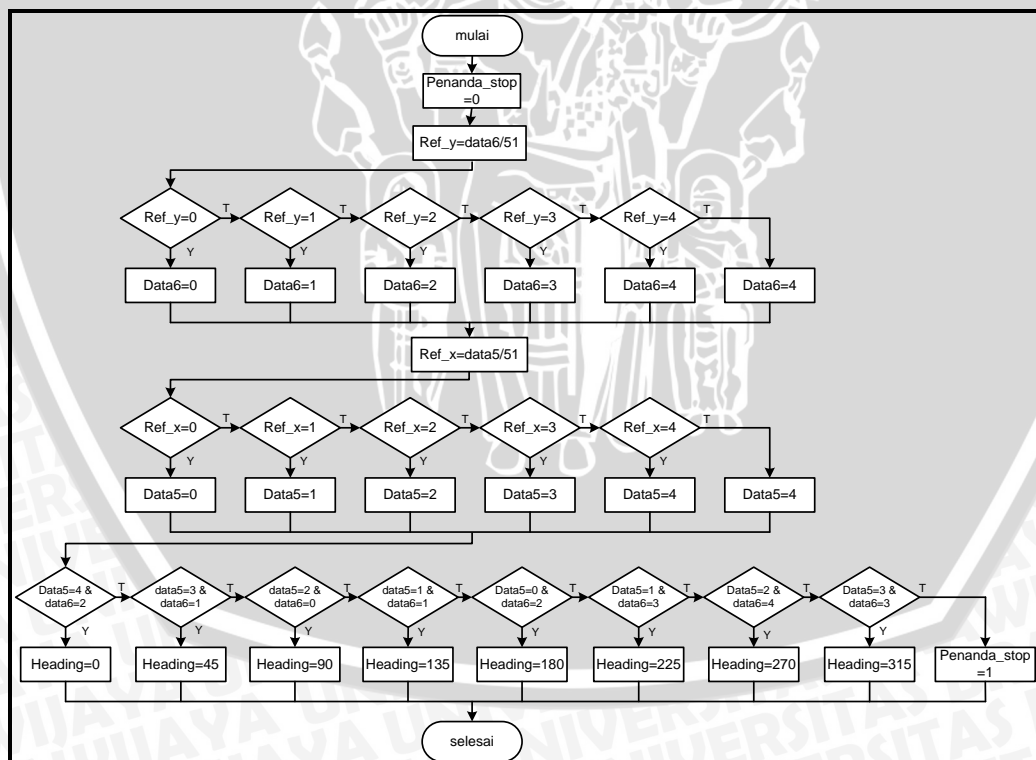 mulai
Penanda_stop
=0
Ref_y=data6/51
Ref_y=0
T
Ref_y=1
T
Ref_y=2
T
Ref_y=3
T
Ref_y=4
T
Y
Y
Y
Y
Y
Data6=0
Data6=1
Data6=2
Data6=3
Data6=4
Data6=4
Ref_x=data5/51
Ref_x=0
T
Ref_x=1
T
Ref_x=2
T
Ref_x=3
T
Ref_x=4
T
Y
Y
Y
Y
Y
Data5=0
Data5=1
Data5=2
Data5=3
Data5=4
Data5=4
Data5=4 &
data6=2
T
data5=3 &
data6=1
T
data5=2 &
data6=0
T
data5=1 &
data6=1
T
Data5=0 &
data6=2
T
Data5=1 &
data6=3
T
Data5=2 &
data6=4
T
Data5=3 &
data6=3
T
Y
Y
Y
Y
Y
Y
Y
Y
Heading=0
Heading=45
Heading=90
Heading=135
Heading=180
Heading=225
Heading=270
Heading=315
Penanda_stop
=1
selesai